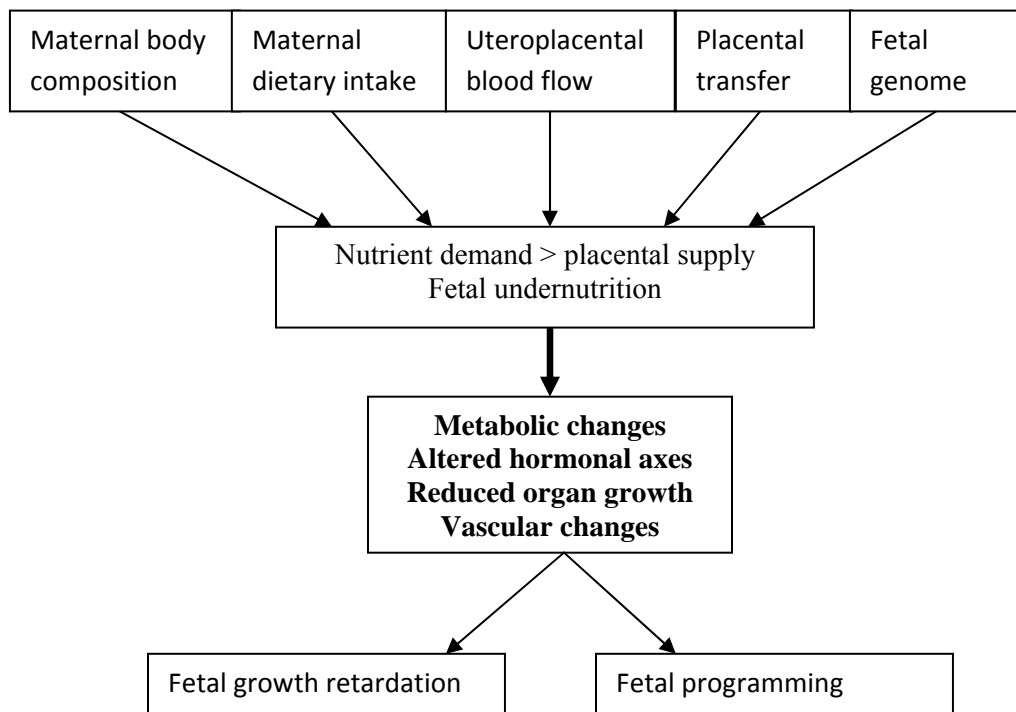 Maternal body
composition
Maternal
dietary intake
Uteroplacental
blood flow
Placental
transfer
Fetal
genome
Nutrient demand > placental supply
Fetal undernutrition
Metabolic changes
Altered hormonal axes
Reduced organ growth
Vascular changes
Fetal growth retardation
Fetal programming